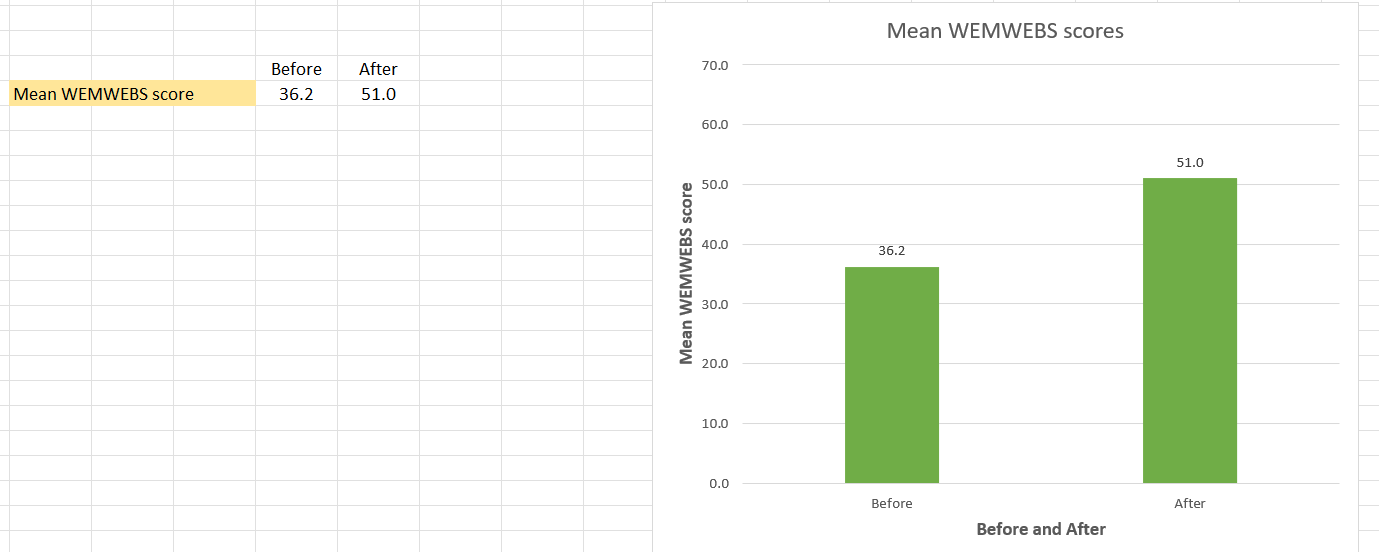 Before After
Mean WEMWEBS score 36.2 51.0
Mean WEMWEBS scores
70.0
60.0
50.0
40.0
30.0
20.0
10.0
0.0
Mean WEMWEBS score
36.2
51.0
Before After
Before and After